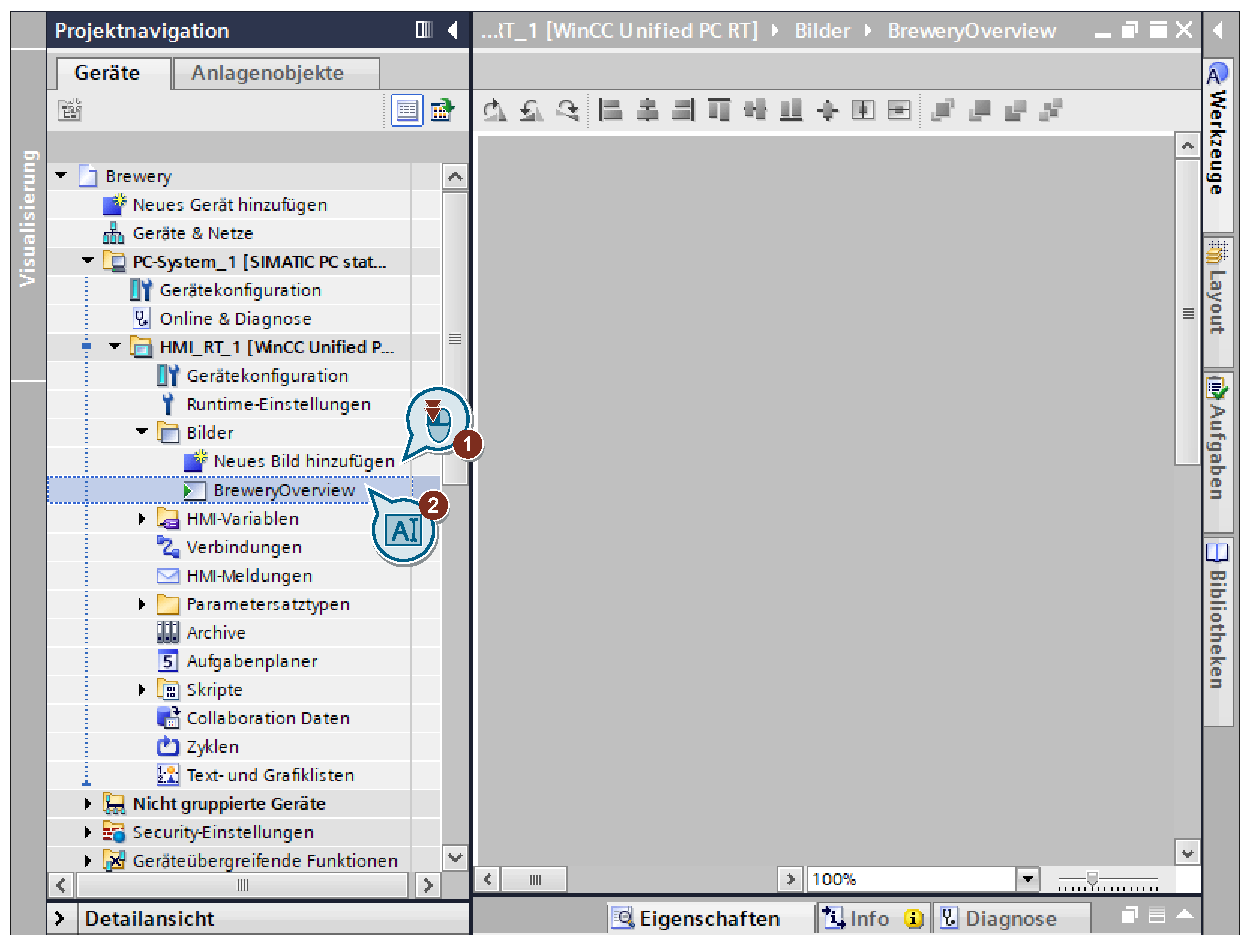 Projektnavigation
...RT_1 [WinCC Unified PC RT] Bilder BreweryOverview
Geräte
Anlagenobjekte
Visualisierung
Brewery
Neues Gerät hinzufügen
Geräte & Netze
PC-System_1 [SIMATIC PC stat...
Gerätekonfiguration
Online & Diagnose
HMI_RT_1 [WinCC Unified P...
Gerätekonfiguration
Runtime-Einstellungen
Bilder
1
Neues Bild hinzufügen
BreweryOverview
2
AI
HMI-Variablen
Verbindungen
HMI-Meldungen
Parametersatztypen
Archive
Aufgabenplaner
Skripte
Collaboration Daten
Zyklen
Text- und Grafiklisten
Nicht gruppierte Geräte
Security-Einstellungen
Geräteübergreifende Funktionen
Detailansicht
100%
Eigenschaften
Info
Diagnose
Werkzeuge
Layout
Aufgaben
Bibliotheken